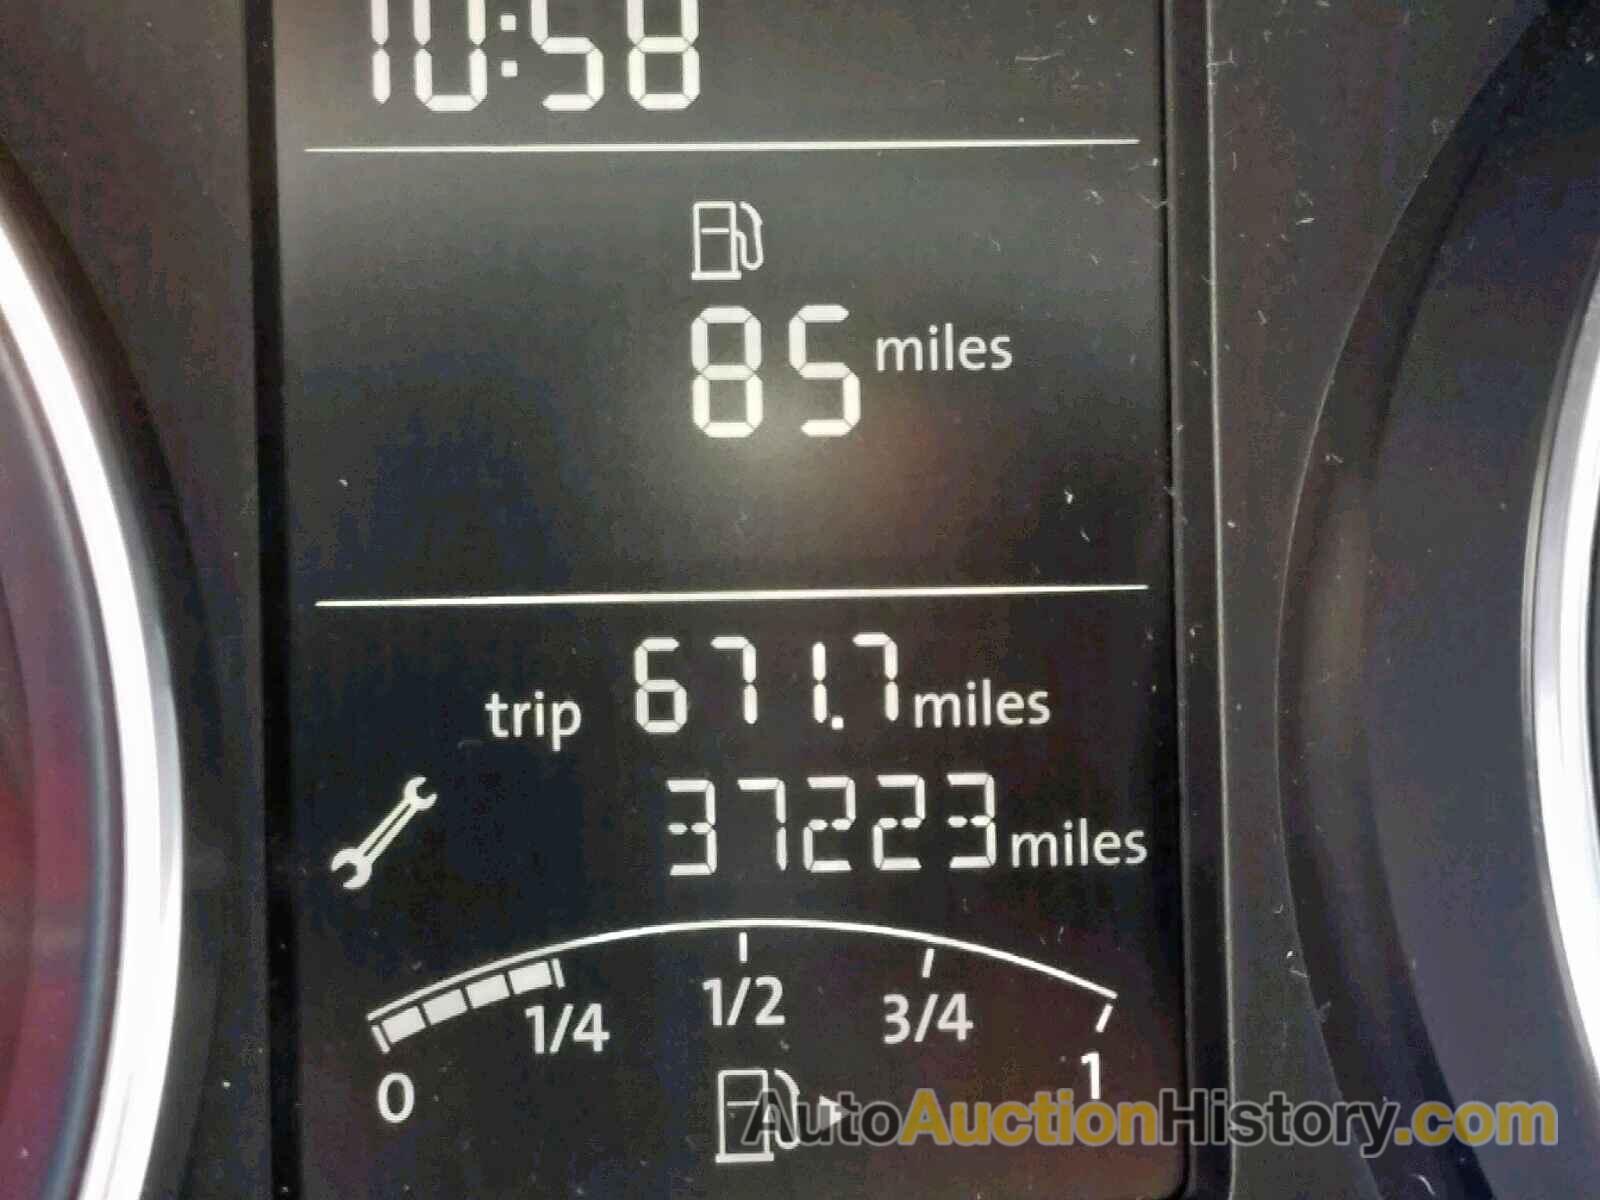 10:58
85 miles
trip 671.7 miles
37223 miles
0 1/4 1/2 3/4 1
AutoAuctionHistory.com